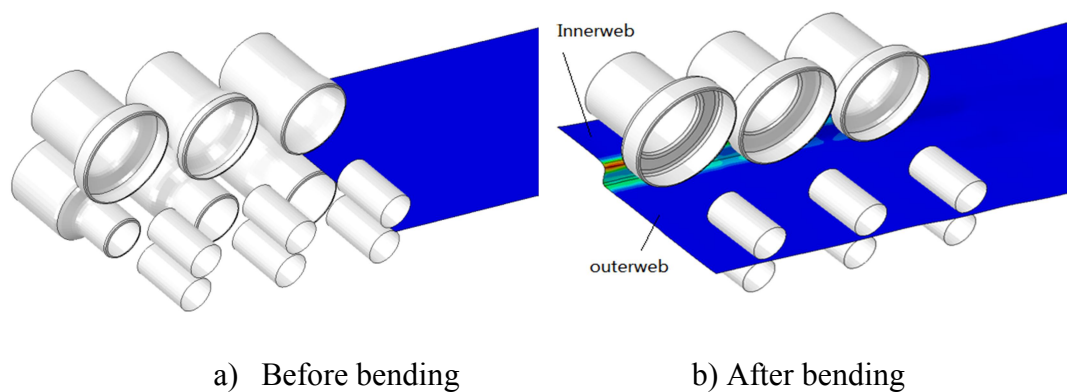 Innerweb
outerweb
a) Before bending
b) After bending